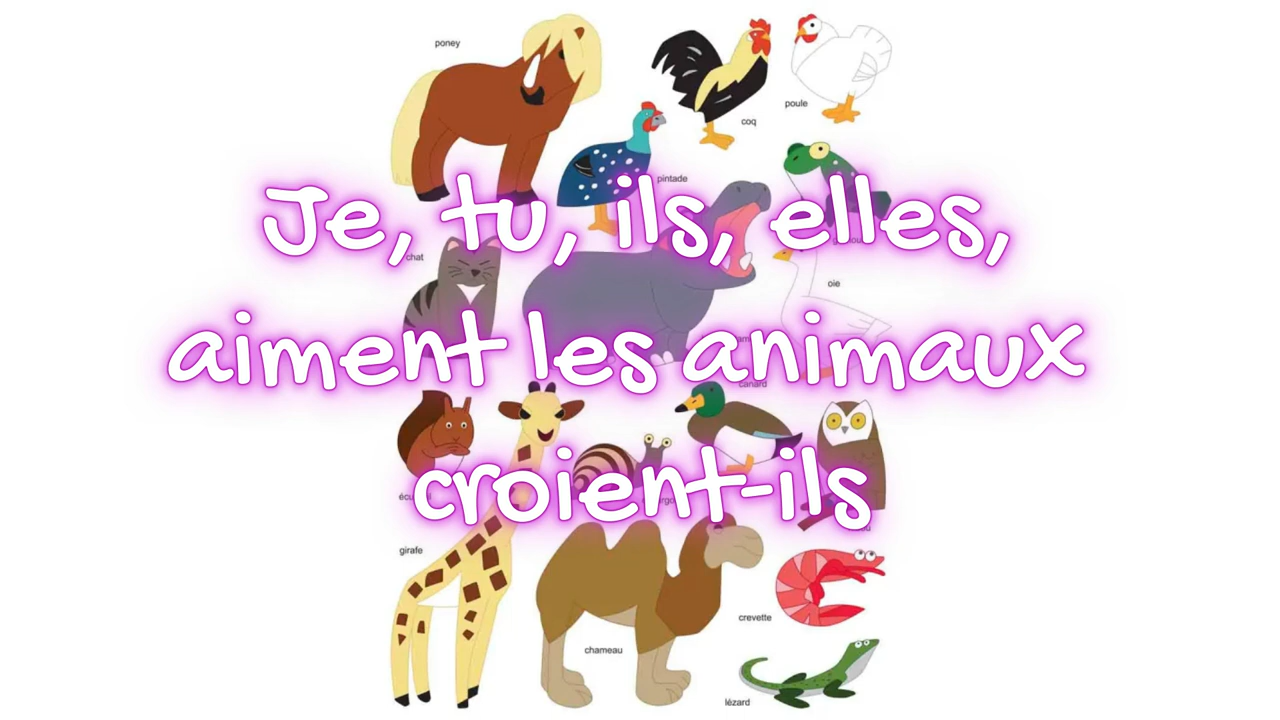 poney
coq
poule
pintade
Je, tu, ils, elles,
chat
oie
aiment les animaux
canard
croient-ils
girafe
crevette
chameau
lézard